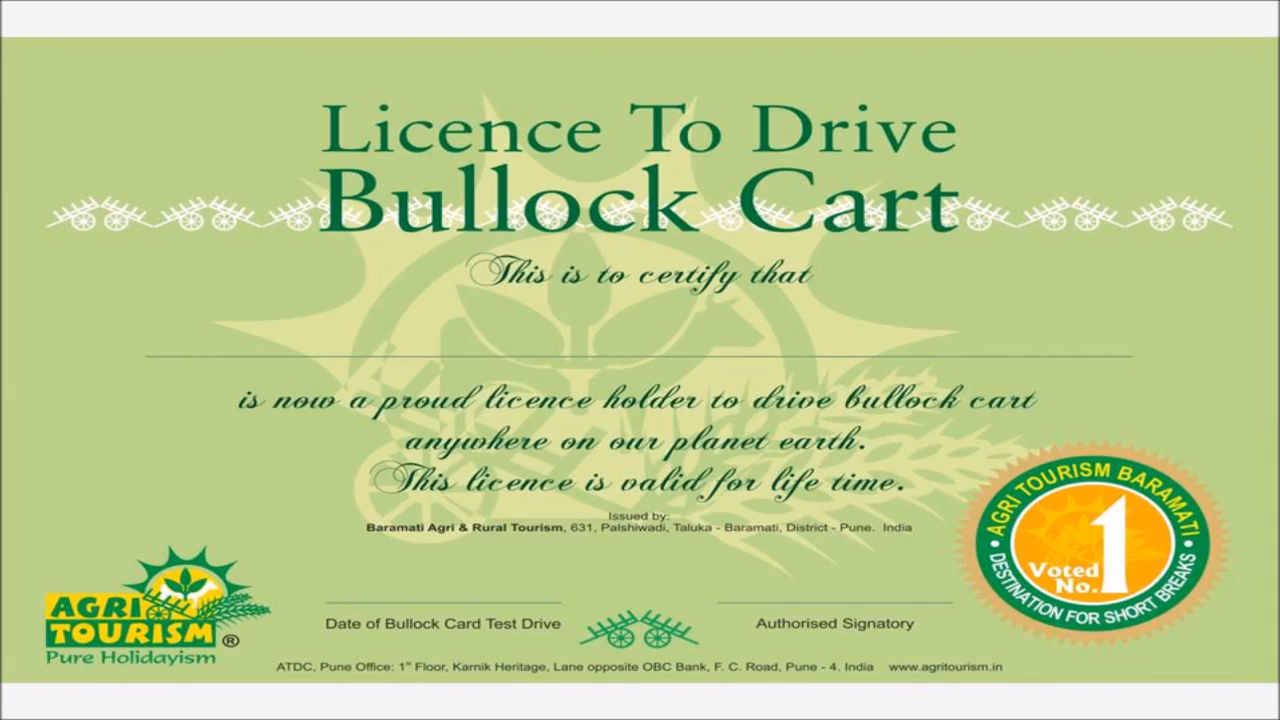 Licence To Drive
Bullock Cart
This is to certify that
is now a proud licence holder to drive bullock cart
anywhere on our planet earth.
This licence is valid for life time.
Issued by:
Baramati Agri & Rural Tourism, 631, Palshiwadi, Taluka - Baramati, District - Pune. India
AGRI TOURISM BARAMATI
Voted
No. 1
DESTINATION FOR SHORT BREAKS
AGRI
TOURISM ®
Pure Holidayism
Date of Bullock Card Test Drive
Authorised Signatory
ATDC, Pune Office: 1st Floor, Karnik Heritage, Lane opposite OBC Bank, F. C. Road, Pune - 4. India www.agritourism.in